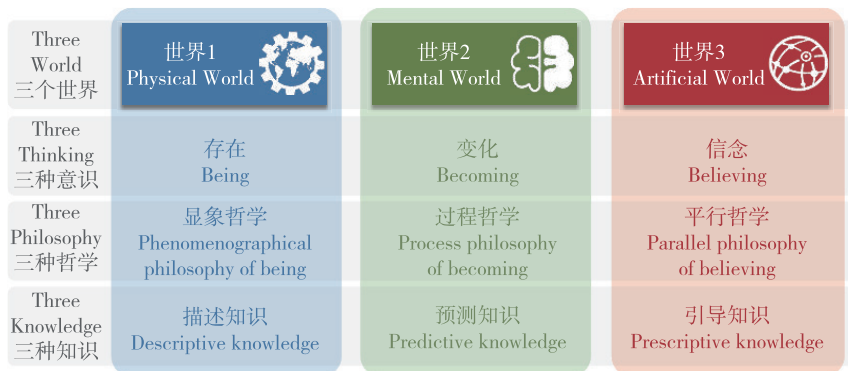 Three
World
三个世界
世界1
Physical World
世界2
Mental World
世界3
Artificial World
Three
Thinking
三种意识
存在
Being
变化
Becoming
信念
Believing
Three
Philosophy
三种哲学
显象哲学
Phenomenographical
philosophy of being
过程哲学
Process philosophy
of becoming
平行哲学
Parallel philosophy
of believing
Three
Knowledge
三种知识
描述知识
Descriptive knowledge
预测知识
Predictive knowledge
引导知识
Prescriptive knowledge